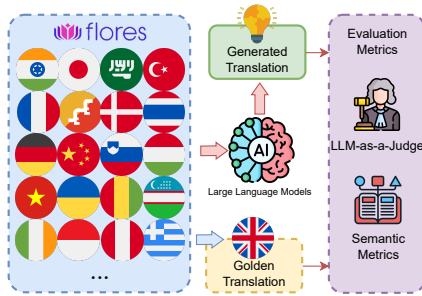 flores
...
Generated
Translation
AI
Large Language Models
Golden
Translation
Evaluation
Metrics
LLM-as-a-Judge
Semantic
Metrics